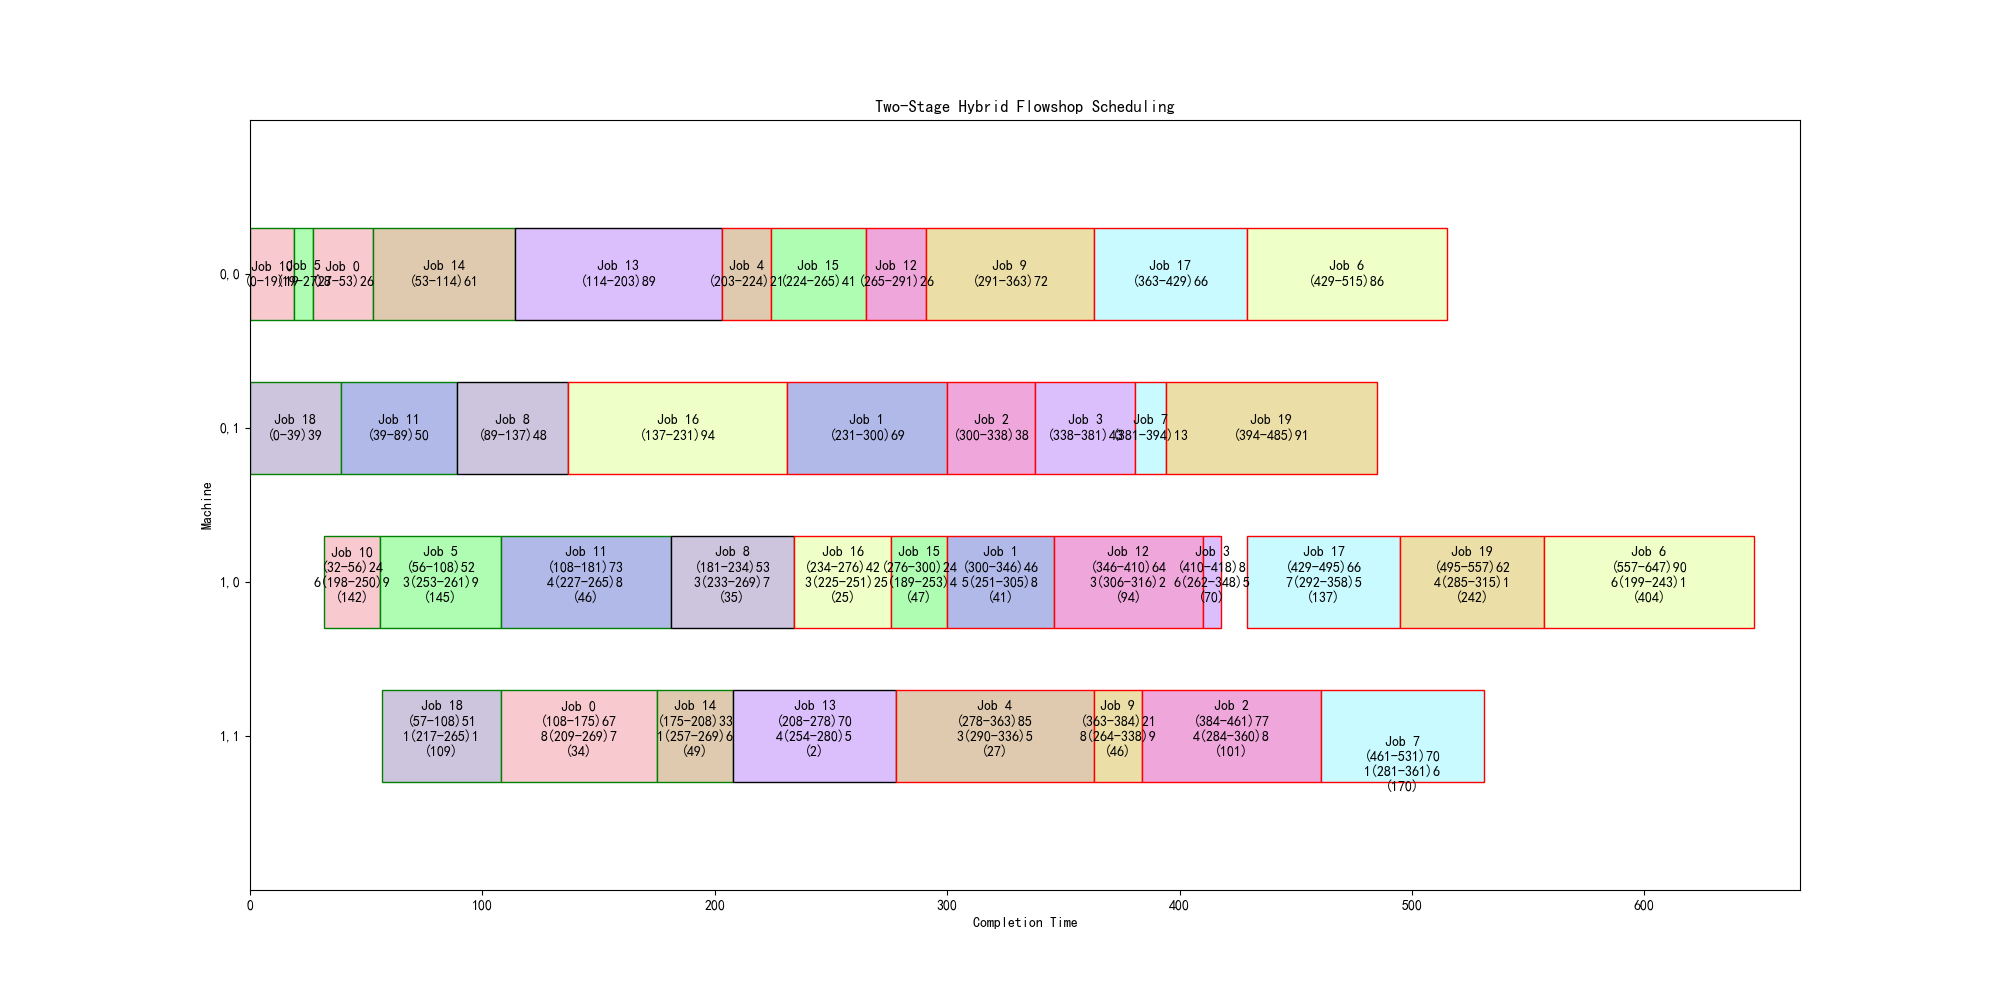 Two-Stage Hybrid Flowshop Scheduling
Machine
0,0
Job 10
(0-19)19
Job 5
(19-27)8
Job 0
(27-53)26
Job 14
(53-114)61
Job 13
(114-203)89
Job 4
(203-224)21
Job 15
(224-265)41
Job 12
(265-291)26
Job 9
(291-363)72
Job 17
(363-429)66
Job 6
(429-515)86
0,1
Job 18
(0-39)39
Job 11
(39-89)50
Job 8
(89-137)48
Job 16
(137-231)94
Job 1
(231-300)69
Job 2
(300-338)38
Job 3
(338-381)43
Job 7
(381-394)13
Job 19
(394-485)91
1,0
Job 10
(32-56)24
6(198-250)9
(142)
Job 5
(56-108)52
3(253-261)9
(145)
Job 11
(108-181)73
4(227-265)8
(46)
Job 8
(181-234)53
3(233-269)7
(35)
Job 16
(234-276)42
3(225-251)25
(25)
Job 15
(276-300)24
(189-253)4
(47)
Job 1
(300-346)46
5(251-305)8
(41)
Job 12
(346-410)64
3(306-316)2
(94)
Job 3
(410-418)8
6(262-348)5
(70)
Job 17
(429-495)66
7(292-358)5
(137)
Job 19
(495-557)62
4(285-315)1
(242)
Job 6
(557-647)90
6(199-243)1
(404)
1,1
Job 18
(57-108)51
1(217-265)1
(109)
Job 0
(108-175)67
8(209-269)7
(34)
Job 14
(175-208)33
1(257-269)6
(49)
Job 13
(208-278)70
4(254-280)5
(2)
Job 4
(278-363)85
3(290-336)5
(27)
Job 9
(363-384)21
8(264-338)9
(46)
Job 2
(384-461)77
4(284-360)8
(101)
Job 7
(461-531)70
1(281-361)6
(170)
0 100 200 300 400 500 600
Completion Time